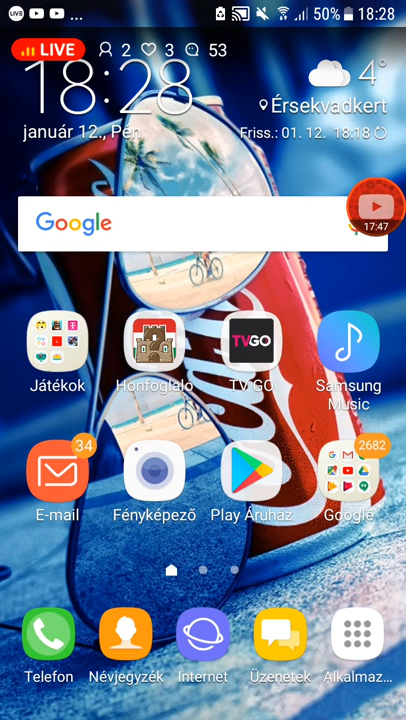 LIVE ... 50% 18:28
LIVE 2 3 53
18:28
4°
Érsekvadkert
január 12., Pén
Friss.: 01. 12. 18:18
Google
17:47
Játékok
Honfoglaló
TVGO
TV GO
Samsung
Music
34
2682
E-mail
Fényképező
Play Áruház
Google
Telefon
Névjegyzék
Internet
Üzenetek
Alkalmaz...